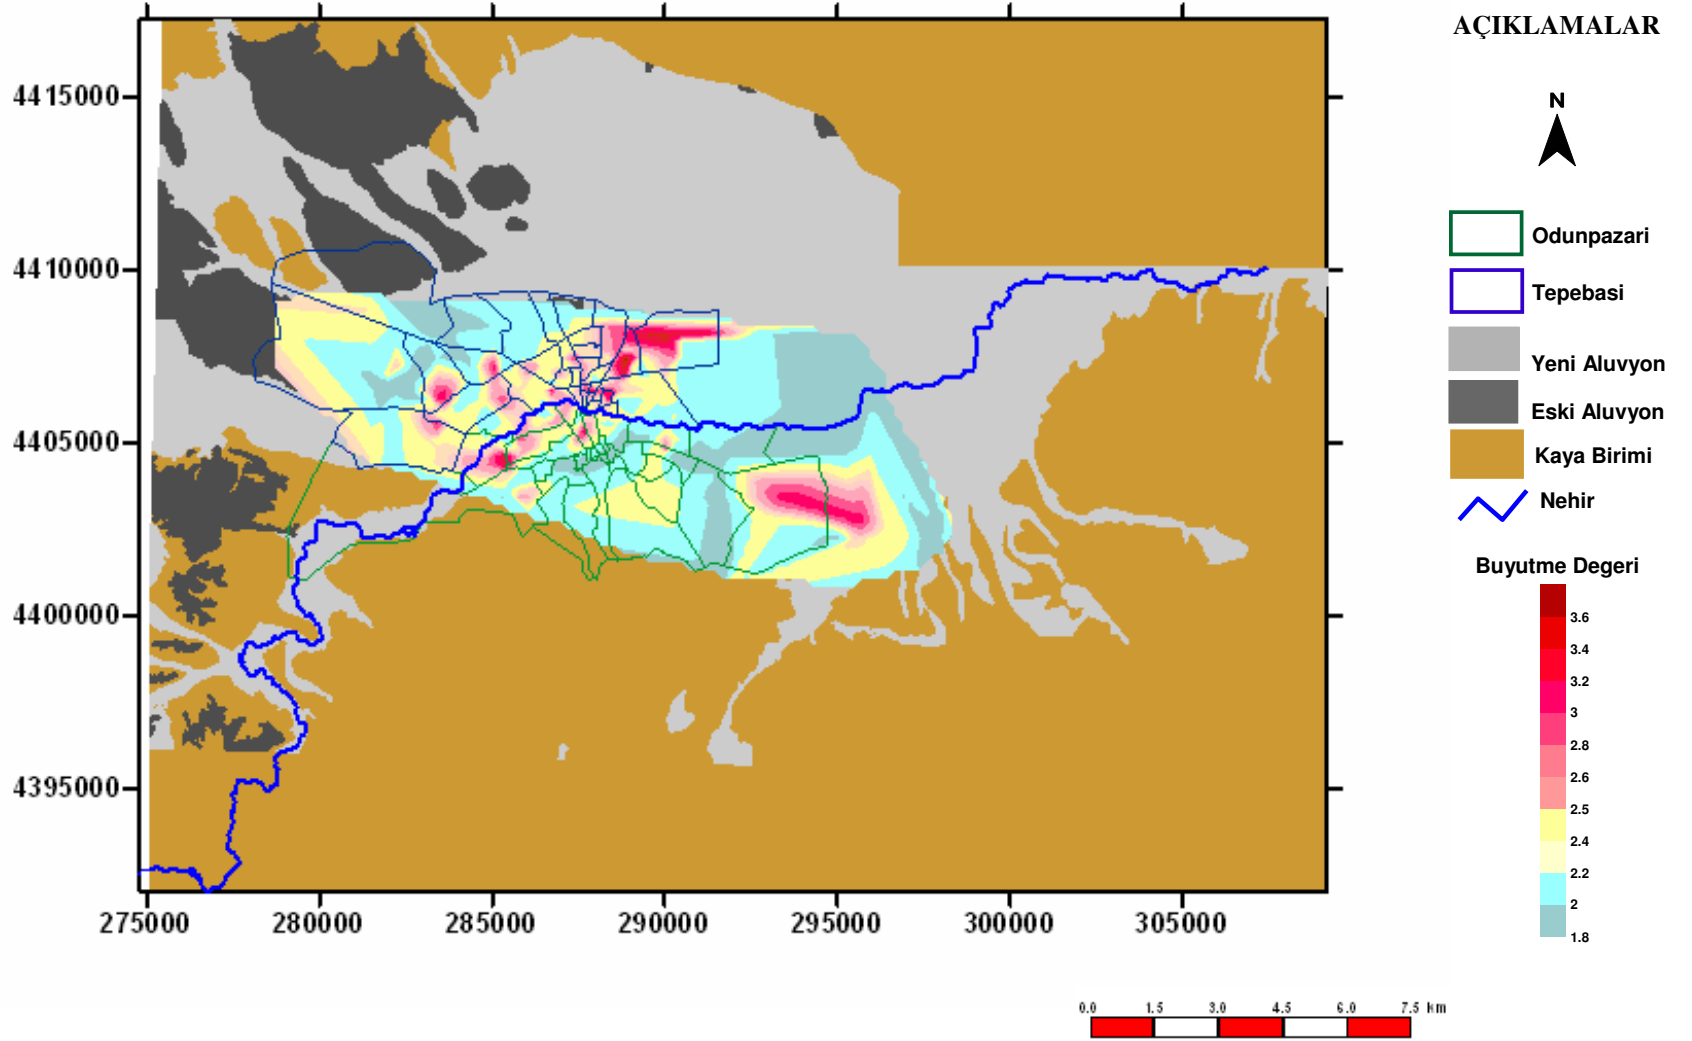 AÇIKLAMALAR
N
Odunpazari
Tepebasi
Yeni Aluvyon
Eski Aluvyon
Kaya Birimi
Nehir
Buyutme Degeri
3.6
3.4
3.2
3
2.8
2.6
2.5
2.4
2.2
2
1.8
4415000
4410000
4405000
4400000
4395000
275000 280000 285000 290000 295000 300000 305000
0.0 1.5 3.0 4.5 6.0 7.5 km